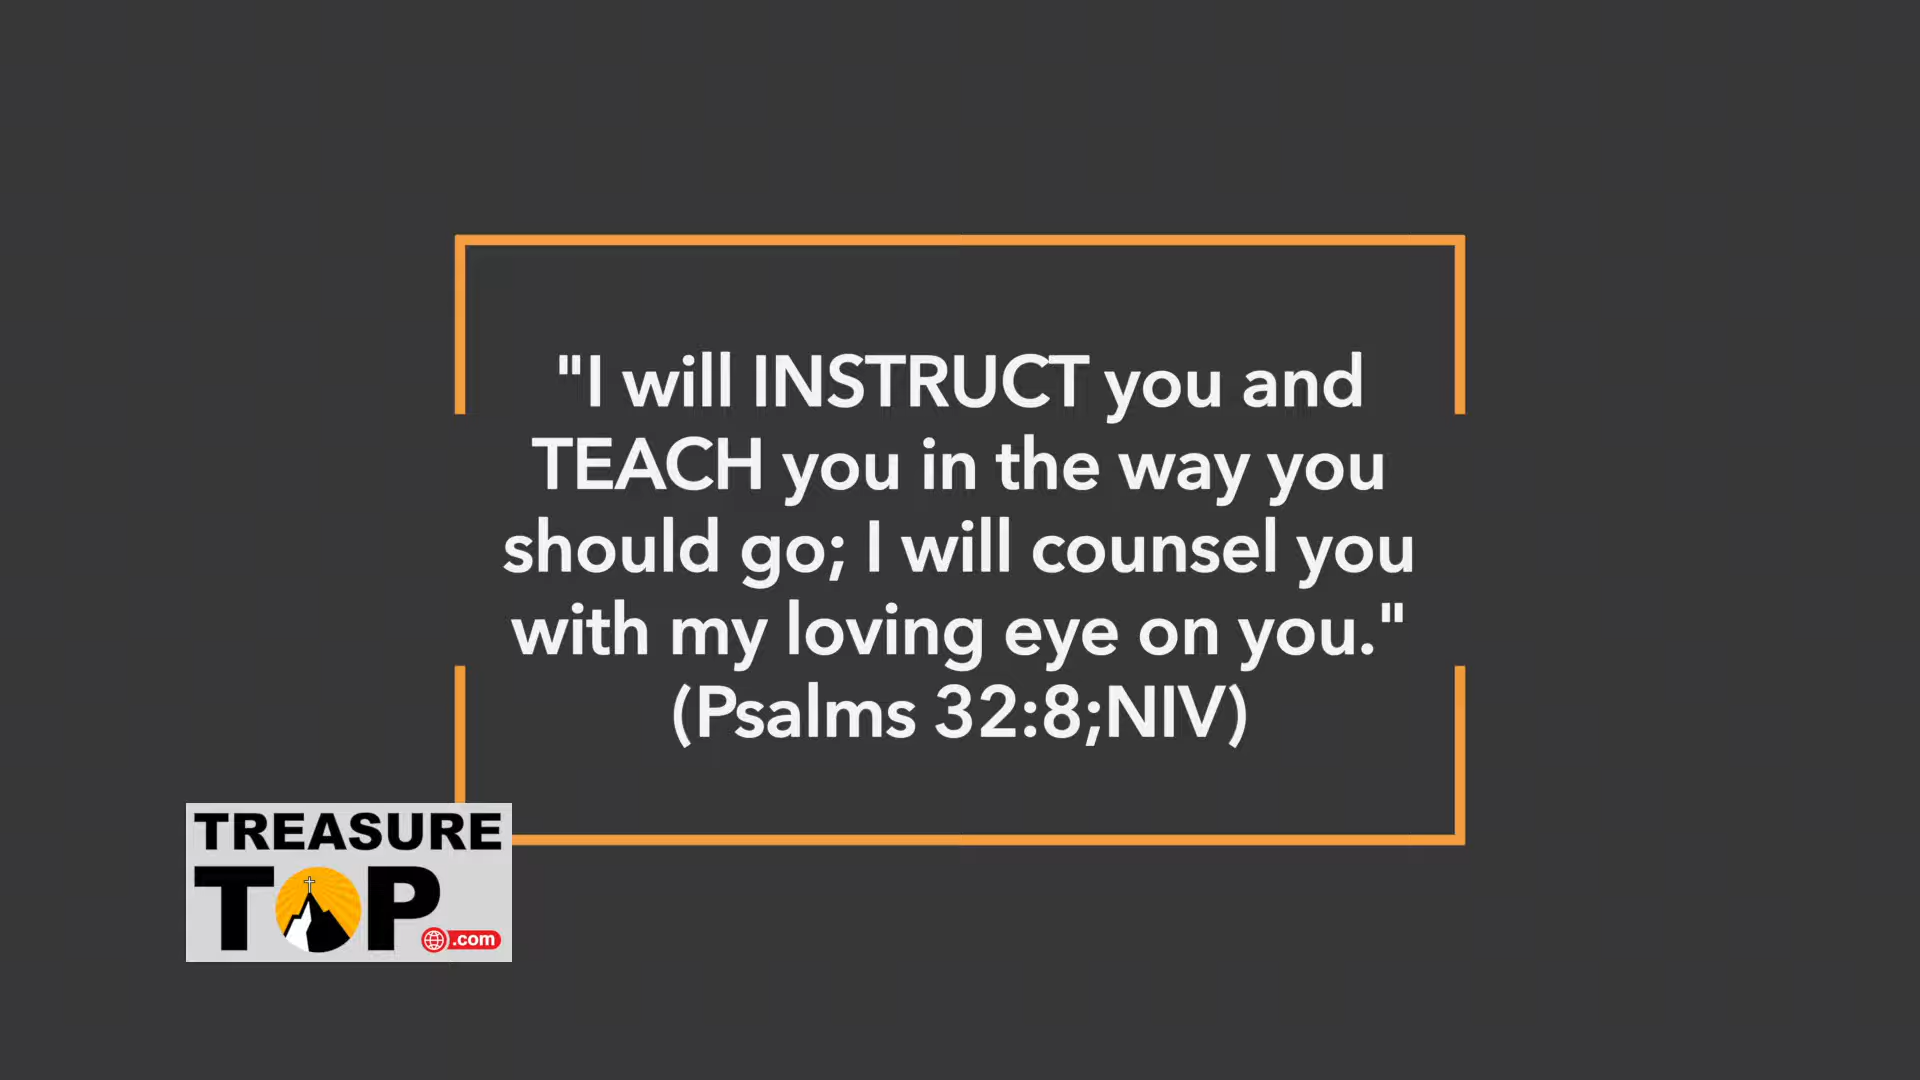 "I will INSTRUCT you and
TEACH you in the way you
should go; I will counsel you
with my loving eye on you."
(Psalms 32:8;NIV)
TREASURE
TOP
.com